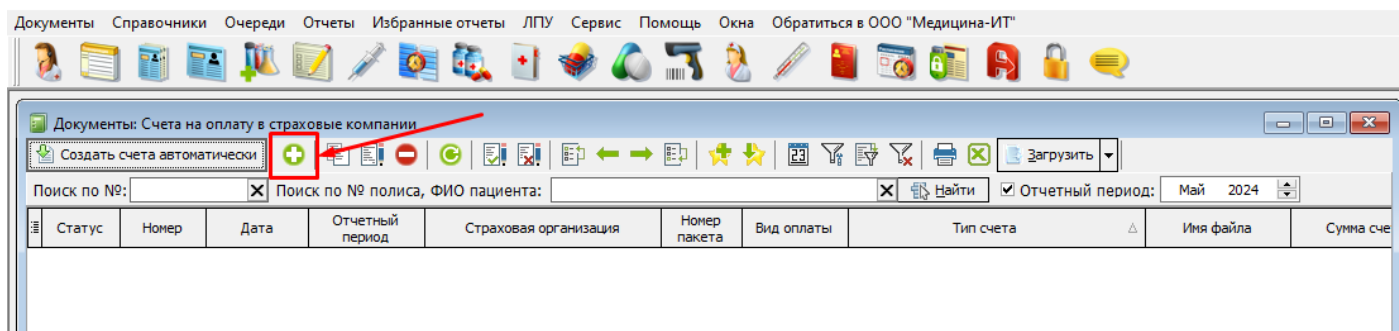 Документы Справочники Очереди Отчеты Избранные отчеты ЛПУ Сервис Помощь Окна Обратиться в ООО "Медицина-ИТ"
Документы: Счета на оплату в страховые компании
Создать счета автоматически 23 Загрузить
Поиск по №: Поиск по № полиса, ФИО пациента: Найти Отчетный период: Май 2024
Статус Номер Дата Отчетный период Страховая организация Номер пакета Вид оплаты Тип счета Имя файла Сумма сче